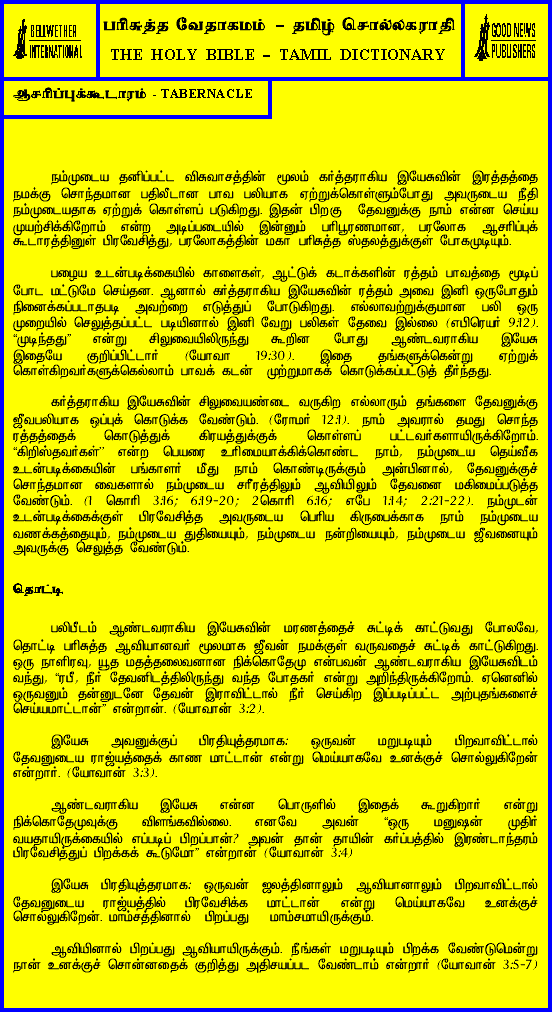 BELLWETHER
INTERNATIONAL
பரிசுத்த வேதாகமம் - தமிழ் சொல்லகராதி
THE HOLY BIBLE - TAMIL DICTIONARY
GOOD NEWS
PUBLISHERS
ஆசரிப்புக்கூடாரம் - TABERNACLE
நம்முடைய தனிப்பட்ட விசுவாசத்தின் மூலம் கர்த்தராகிய இயேசுவின் இரத்தத்தை
நமக்கு சொந்தமான பதிலீடான பாவ பலியாக ஏற்றுக்கொள்ளும்போது அவருடைய நீதி
நம்முடையதாக ஏற்றுக் கொள்ளப் படுகிறது. இதன் பிறகு தேவனுக்கு நாம் என்ன செய்ய
முயற்சிக்கிறோம் என்ற அடிப்படையில் இன்னும் பரிபூரணமான, பரலோக ஆசரிப்புக்
கூடாரத்தினுள் பிரவேசித்து, பரலோகத்தின் மகா பரிசுத்த ஸ்தலத்துக்குள் போகமுடியும்.
பழைய உடன்படிக்கையில் காளைகள், ஆட்டுக் கடாக்களின் ரத்தம் பாவத்தை மூடிப்
போட மட்டுமே செய்தன. ஆனால் கர்த்தராகிய இயேசுவின் ரத்தம் அவை இனி ஒருபோதும்
நினைக்கப்படாதபடி அவற்றை எடுத்துப் போடுகிறது. எல்லாவற்றுக்குமான பலி ஒரு
முறையில் செலுத்தப்பட்ட படியினால் இனி வேறு பலிகள் தேவை இல்லை (எபிரெயர் 9:12).
"முடிந்தது" என்று சிலுவையிலிருந்து கூறின போது ஆண்டவராகிய இயேசு
இதையே குறிப்பிட்டார் (யோவா 19:30). இதை தங்களுக்கென்று ஏற்றுக்
கொள்கிறவர்களுக்கெல்லாம் பாவக் கடன் முற்றுமாகக் கொடுக்கப்பட்டுத் தீர்ந்தது.
கர்த்தராகிய இயேசுவின் சிலுவையண்டை வருகிற எல்லாரும் தங்களை தேவனுக்கு
ஜீவபலியாக ஒப்புக் கொடுக்க வேண்டும். (ரோமர் 12:1). நாம் அவரால் தமது சொந்த
ரத்தத்தைக் கொடுத்துக் கிரயத்துக்குக் கொள்ளப் பட்டவர்களாயிருக்கிறோம்.
"கிறிஸ்தவர்கள்" என்ற பெயரை உரிமையாக்கிக்கொண்ட நாம், நம்முடைய தெய்வீக
உடன்படிக்கையின் பங்காளர் மீது நாம் கொண்டிருக்கும் அன்பினால், தேவனுக்குச்
சொந்தமான வைகளால் நம்முடைய சரீரத்திலும் ஆவியிலும் தேவனை மகிமைப்படுத்த
வேண்டும். (1 கொரி 3:16; 6:19-20; 2கொரி 6:16; எபே 1:14; 2:21-22). நம்முடன்
உடன்படிக்கைக்குள் பிரவேசித்த அவருடைய பெரிய கிருபைக்காக நாம் நம்முடைய
வணக்கத்தையும், நம்முடைய துதியையும், நம்முடைய நன்றியையும், நம்முடைய ஜீவனையும்
அவருக்கு செலுத்த வேண்டும்.
தொட்டி.
பலிபீடம் ஆண்டவராகிய இயேசுவின் மரணத்தைச் சுட்டிக் காட்டுவது போலவே,
தொட்டி பரிசுத்த ஆவியானவர் மூலமாக ஜீவன் நமக்குள் வருவதைச் சுட்டிக் காட்டுகிறது.
ஒரு நாளிரவு, யூத மதத்தலைவனான நிக்கொதேமு என்பவன் ஆண்டவராகிய இயேசுவிடம்
வந்து, "ரபீ, நீர் தேவனிடத்திலிருந்து வந்த போதகர் என்று அறிந்திருக்கிறோம். ஏனெனில்
ஒருவனும் தன்னுடனே தேவன் இராவிட்டால் நீர் செய்கிற இப்படிப்பட்ட அற்புதங்களைச்
செய்யமாட்டான்" என்றான். (யோவான் 3:2).
இயேசு அவனுக்குப் பிரதியுத்தரமாக: ஒருவன் மறுபடியும் பிறவாவிட்டால்
தேவனுடைய ராஜ்யத்தைக் காண மாட்டான் என்று மெய்யாகவே உனக்குச் சொல்லுகிறேன்
என்றார். (யோவான் 3:3).
ஆண்டவராகிய இயேசு என்ன பொருளில் இதைக் கூறுகிறார் என்று
நிக்கொதேமுவுக்கு விளங்கவில்லை. எனவே அவன் "ஒரு மனுஷன் முதிர்
வயதாயிருக்கையில் எப்படிப் பிறப்பான்? அவன் தான் தாயின் கர்ப்பத்தில் இரண்டாந்தரம்
பிரவேசித்துப் பிறக்கக் கூடுமோ" என்றான் (யோவான் 3:4)
இயேசு பிரதியுத்தரமாக: ஒருவன் ஜலத்தினாலும் ஆவியானாலும் பிறவாவிட்டால்
தேவனுடைய ராஜ்யத்தில் பிரவேசிக்க மாட்டான் என்று மெய்யாகவே உனக்குச்
சொல்லுகிறேன். மாம்சத்தினால் பிறப்பது மாம்சமாயிருக்கும்.
ஆவியினால் பிறப்பது ஆவியாயிருக்கும். நீங்கள் மறுபடியும் பிறக்க வேண்டுமென்று
நான் உனக்குச் சொன்னதைக் குறித்து அதிசயப்பட வேண்டாம் என்றார் (யோவான் 3:5-7)